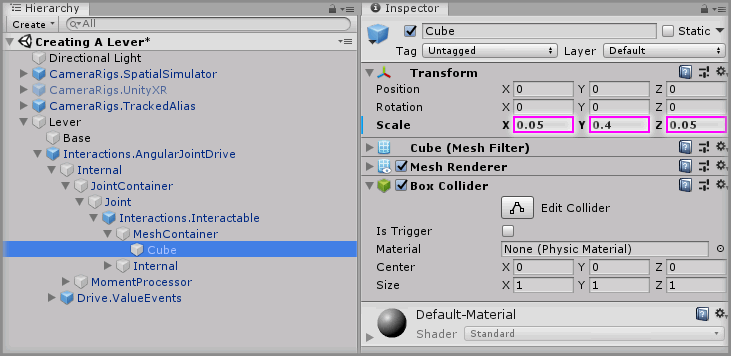 Hierarchy
Create
All
Creating A Lever*
Directional Light
CameraRigs.SpatialSimulator
CameraRigs.UnityXR
CameraRigs.TrackedAlias
Lever
Base
Interactions.AngularJointDrive
Internal
JointContainer
Joint
Interactions.Interactable
MeshContainer
Cube
Internal
MomentProcessor
Drive.ValueEvents
Inspector
Cube Static
Tag Untagged Layer Default
Transform
Position X 0 Y 0 Z 0
Rotation X 0 Y 0 Z 0
Scale X 0.05 Y 0.4 Z 0.05
Cube (Mesh Filter)
Mesh Renderer
Box Collider
Edit Collider
Is Trigger
Material None (Physic Material)
Center X 0 Y 0 Z 0
Size X 1 Y 1 Z 1
Default-Material
Shader Standard